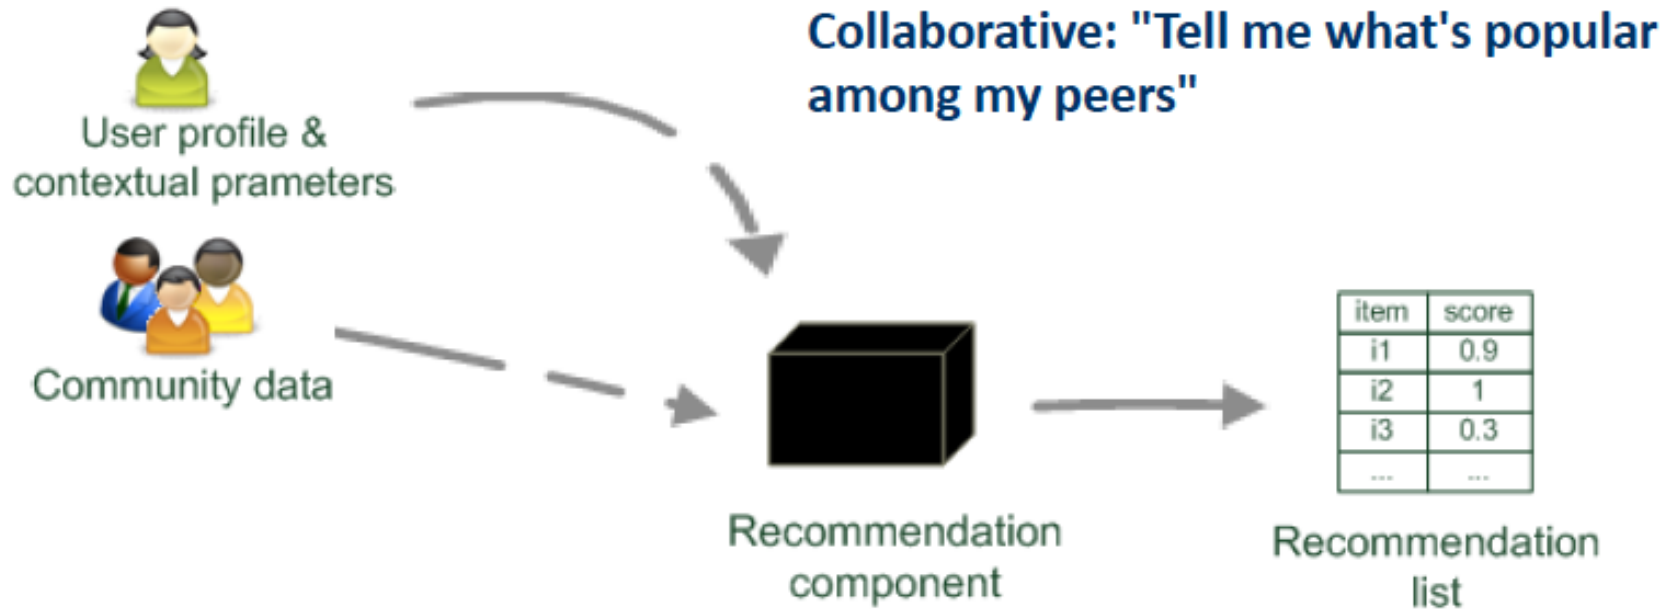 Collaborative: "Tell me what's popular
among my peers"
User profile &
contextual prameters
Community data
Recommendation
component
item score
i1 0.9
i2 1
i3 0.3
... ...
Recommendation
list